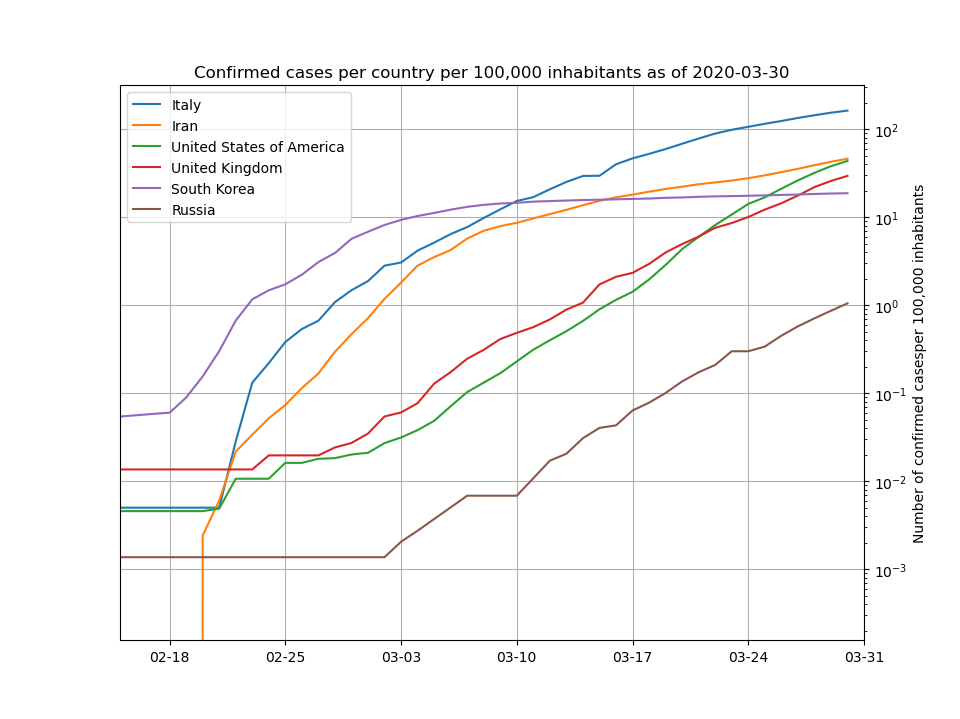 Confirmed cases per country per 100,000 inhabitants as of 2020-03-30
Italy
Iran
United States of America
United Kingdom
South Korea
Russia
10²
10¹
10⁰
10⁻¹
10⁻²
10⁻³
Number of confirmed casesper 100,000 inhabitants
02-18 02-25 03-03 03-10 03-17 03-24 03-31